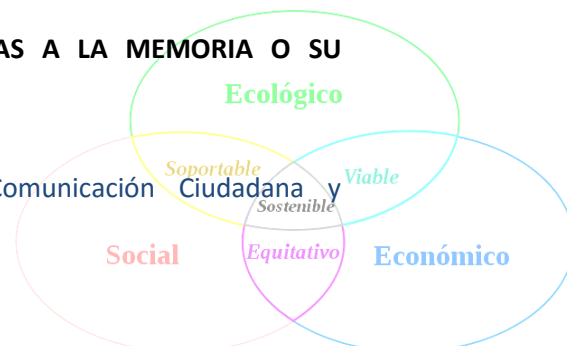 AS A LA MEMORIA O SU
Ecológico
Soportable
Viable
Comunicación Ciudadana y
Sostenible
Social
Equitativo
Económico